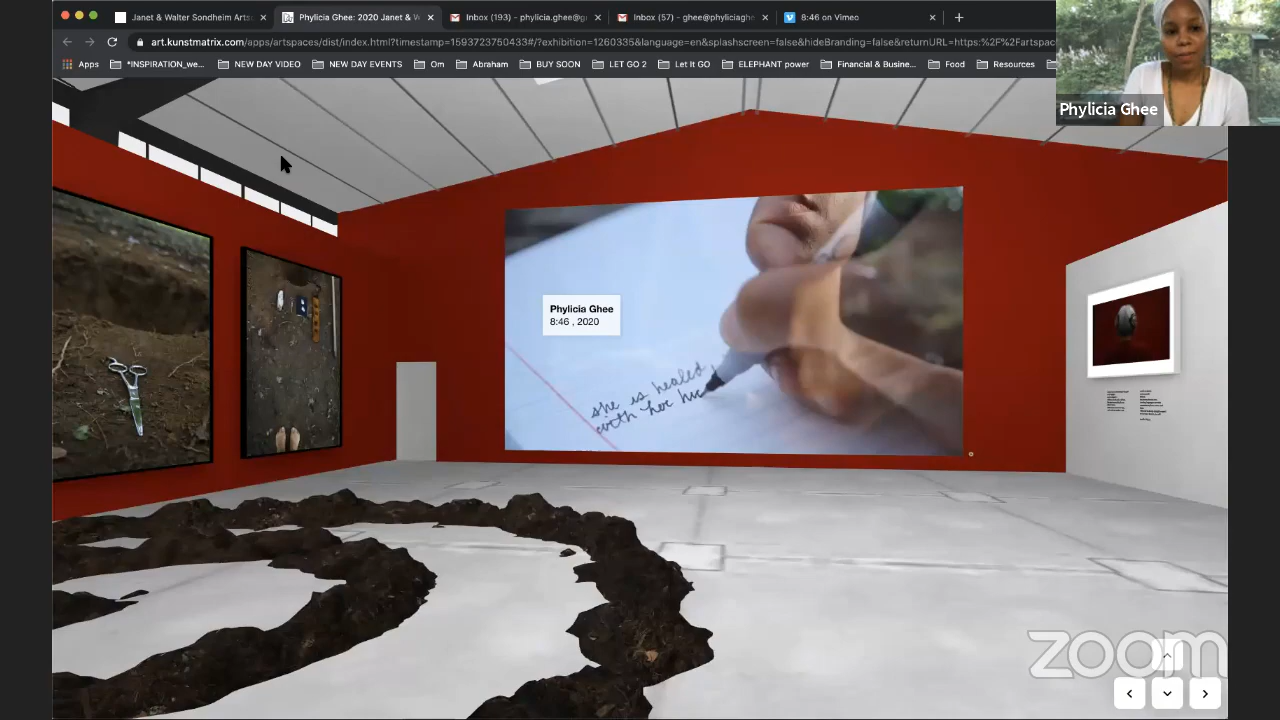 Janet & Walter Sondheim Arts
Phylicia Ghee: 2020 Janet & W
Inbox (193) - phylicia.ghee@g
Inbox (57) - ghee@phyliciaghe
8:46 on Vimeo
art.kunstmatrix.com/apps/artspaces/dist/index.html?timestamp=1593723750433#/?exhibition=1260335&language=en&splashscreen=false&hideBranding=false&returnURL=https:%2F%2Fartspac
Apps
*INSPIRATION_we...
NEW DAY VIDEO
NEW DAY EVENTS
Om
Abraham
BUY SOON
LET GO 2
Let It GO
ELEPHANT power
Financial & Busine...
Food
Resources
Phylicia Ghee
Phylicia Ghee
8:46 , 2020
she is healed
with her
zoom